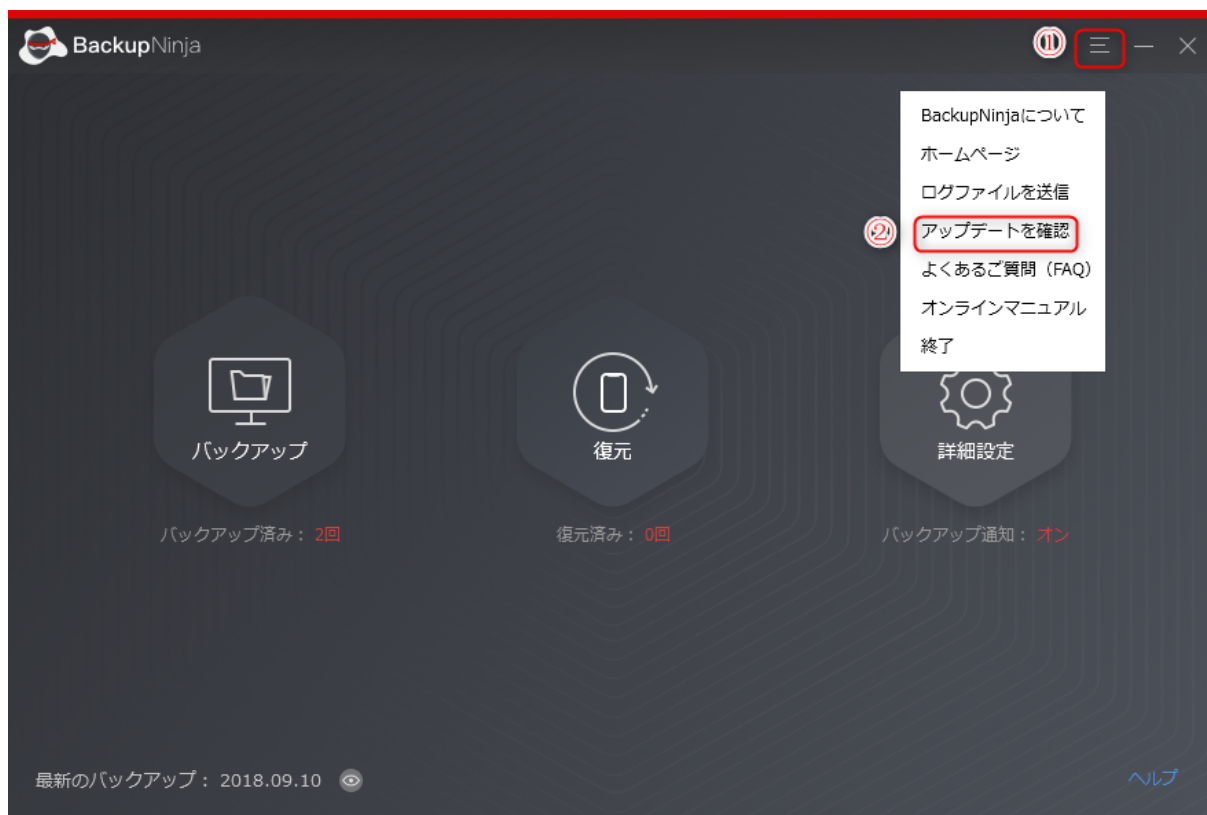 BackupNinja
①
BackupNinjaについて
ホームページ
ログファイルを送信
② アップデートを確認
よくあるご質問（FAQ）
オンラインマニュアル
終了
バックアップ
復元
詳細設定
バックアップ済み： 2回
復元済み： 0回
バックアップ通知： オン
最新のバックアップ： 2018.09.10
ヘルプ